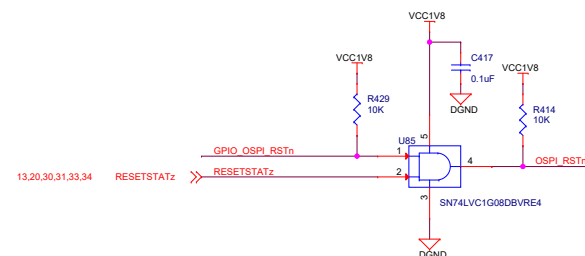 VCC1V8
C417
0.1uF
DGND
VCC1V8
R429
10K
VCC1V8
R414
10K
U85
5
GPIO_OSPI_RSTn
1
4
OSPI_RSTn
13,20,30,31,33,34
RESETSTATz
RESETSTATz
2
3
SN74LVC1G08DBVRE4
DGND